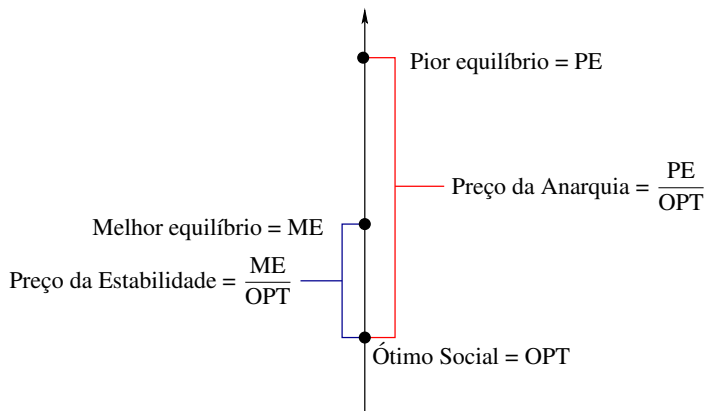 Pior equilíbrio = PE
Preço da Anarquia = PE/OPT
Melhor equilíbrio = ME
Preço da Estabilidade = ME/OPT
Ótimo Social = OPT